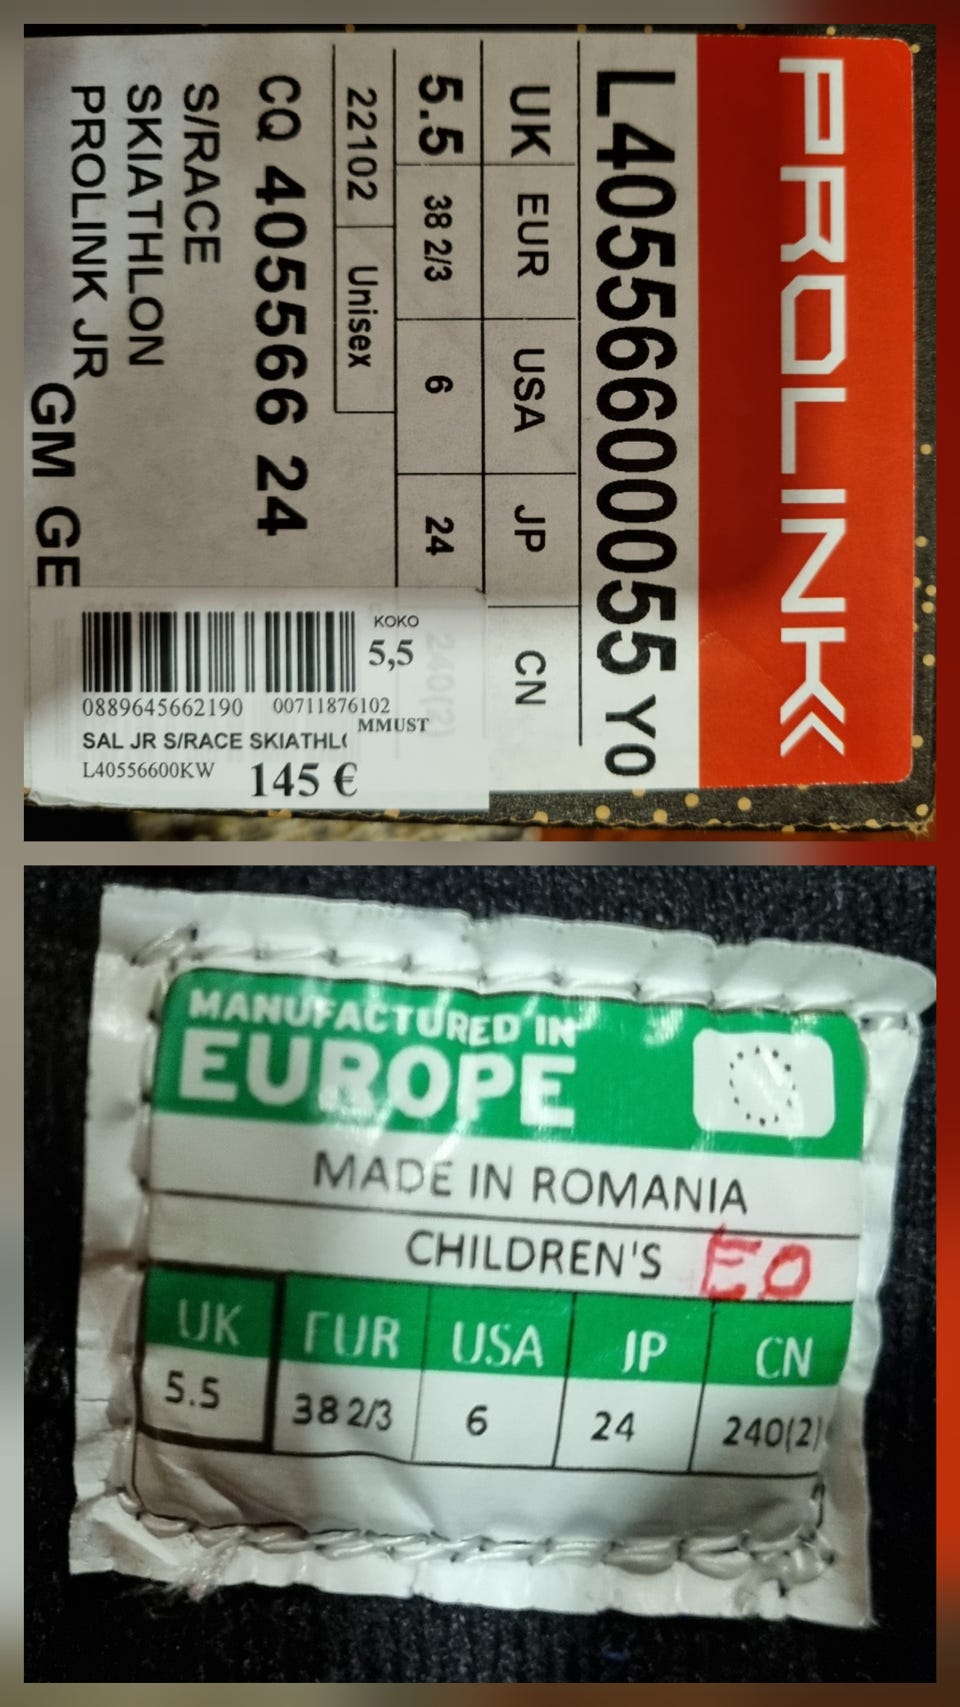 PROLINK
L40556600055 Y0
UK EUR USA JP CN
5.5 38 2/3 6 24 240(2)
22102 Unisex
CQ 405566 24
S/RACE
SKIATHLON
PROLINK JR
GM GE
KOKO
5,5
0889645662190 00711876102
MMUST
SAL JR S/RACE SKIATHL
L40556600KW 145 €
MANUFACTURED IN
EUROPE
MADE IN ROMANIA
CHILDREN'S EO
UK EUR USA JP CN
5.5 38 2/3 6 24 240(2)